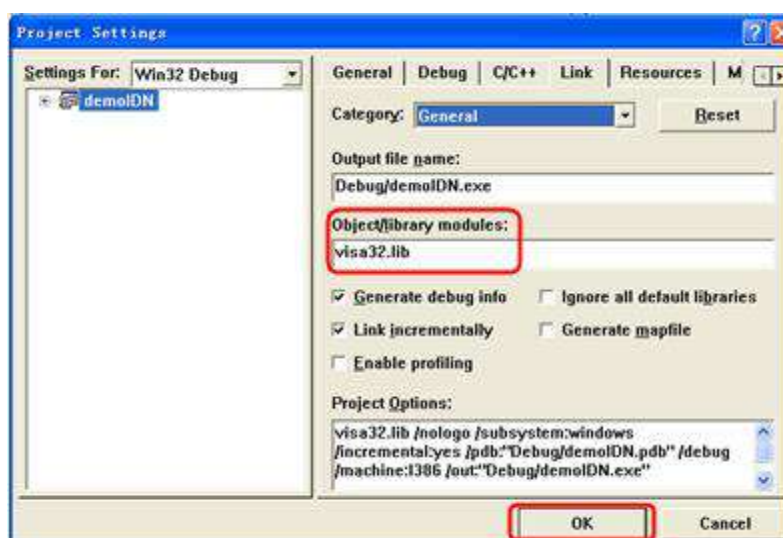 Project Settings
Settings For: Win32 Debug
demoIDN
General Debug C/C++ Link Resources M
Category: General Reset
Output file name:
Debug/demoIDN.exe
Object/library modules:
visa32.lib
Generate debug info Ignore all default libraries
Link incrementally Generate mapfile
Enable profiling
Project Options:
visa32.lib /nologo /subsystem:windows
/incremental:yes /pdb:"Debug/demoIDN.pdb" /debug
/machine:I386 /out:"Debug/demoIDN.exe"
OK Cancel